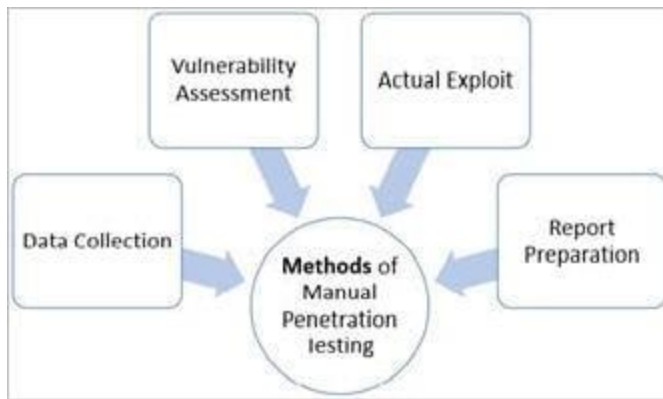 Vulnerability
Assessment
Actual Exploit
Data Collection
Report
Preparation
Methods of
Manual
Penetration
Testing